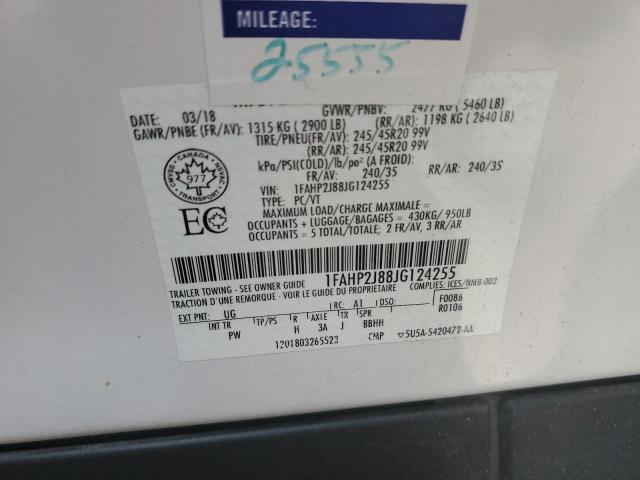 MILEAGE:
25555
DATE: 03/18 GVWR/PNBV: 2477 KG (5460 LB)
GAWR/PNBE (FR/AV): 1315 KG (2900 LB) (RR/AR): 1198 KG (2640 LB)
TIRE/PNEU(FR/AV): 245/45R20 99V
(RR/AR): 245/45R20 99V
kPa/PSI(COLD)/lb/po² (A FROID):
FR/AV: 240/35 RR/AR: 240/35
VIN: 1FAHP2J88JG124255
TYPE: PC/VT
MAXIMUM LOAD/CHARGE MAXIMALE =
OCCUPANTS + LUGGAGE / BAGAGES = 430KG/ 950LB
OCCUPANTS = 5 TOTAL/TOTALE; 2 FR/AV, 3 RR/AR
CANADA
CMVSS NSVAC
977
TRANSPORT
EC
1FAHP2J88JG124255
TRAILER TOWING - SEE OWNER GUIDE
TRACTION D'UNE REMORQUE - VOIR LE GUIDE DU PROPRIETAIRE COMPLIES: ICES/NMB-002
EXT PNT: UG RC: A1 DSO: F0086
INT TR TP/PS R AXLE TR SPR R0106
PW H 3A J BBHH
1201803265523 CMP 5U5A-5420472-AA